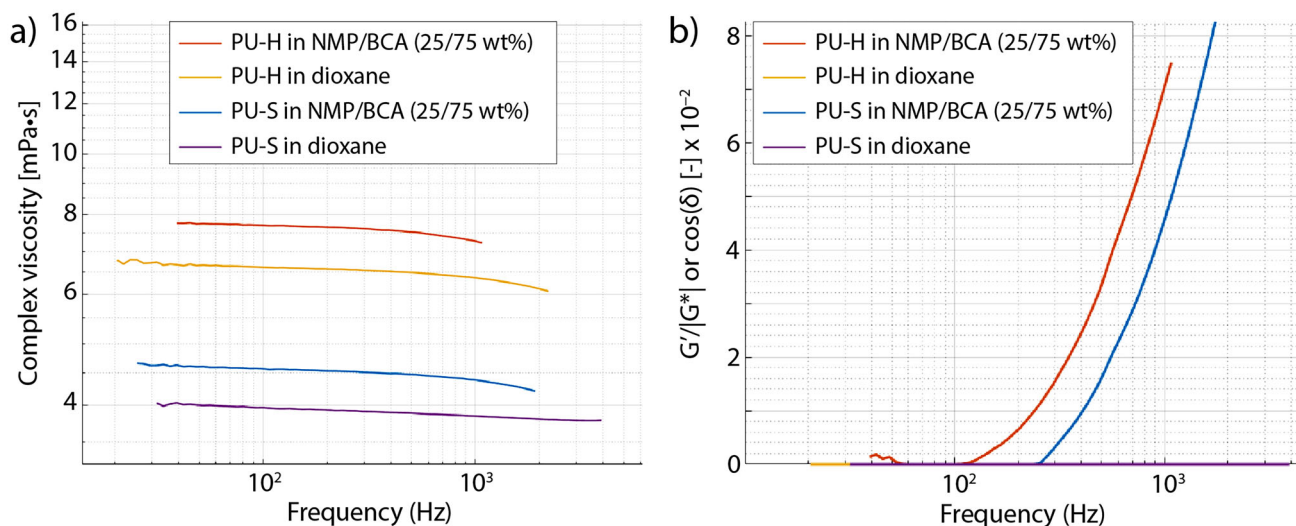 a)
Complex viscosity [mPa•s]
16
14
12
10
8
6
4
PU-H in NMP/BCA (25/75 wt%)
PU-H in dioxane
PU-S in NMP/BCA (25/75 wt%)
PU-S in dioxane
10²
10³
Frequency (Hz)
b)
G′/|G*| or cos(δ) [-] x 10⁻²
8
6
4
2
0
PU-H in NMP/BCA (25/75 wt%)
PU-H in dioxane
PU-S in NMP/BCA (25/75 wt%)
PU-S in dioxane
10²
10³
Frequency (Hz)